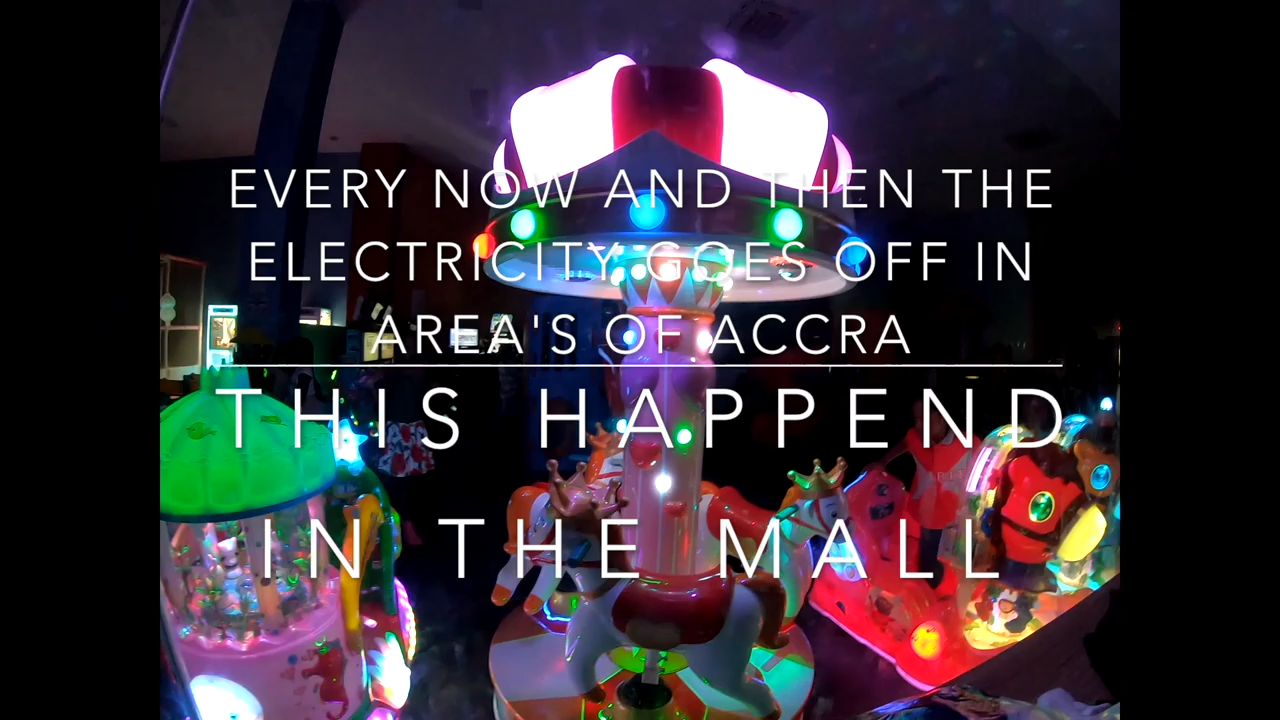 EVERY NOW AND THEN THE
ELECTRICITY GOES OFF IN
AREA'S OF ACCRA
THIS HAPPEND
IN THE MALL